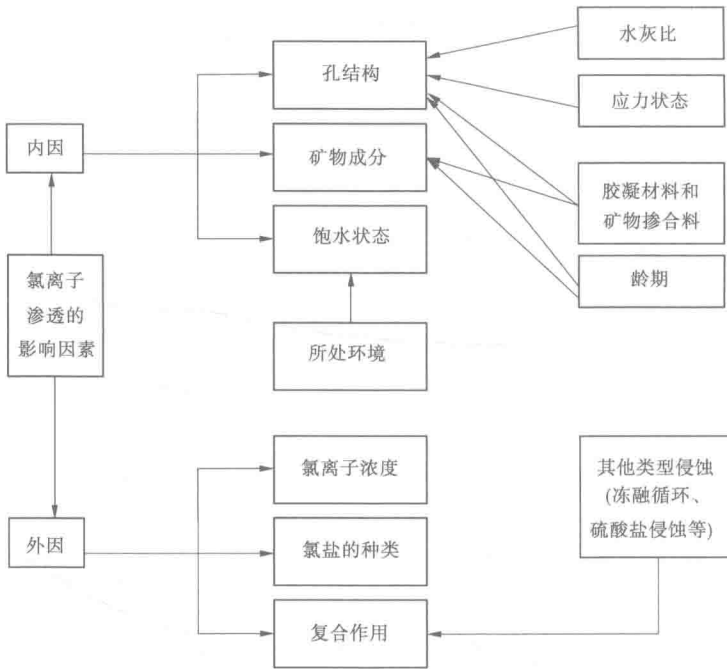 水灰比
孔结构
应力状态
内因
矿物成分
胶凝材料和
矿物掺合料
饱水状态
氯离子
渗透的
影响因素
龄期
所处环境
氯离子浓度
其他类型侵蚀
(冻融循环、
硫酸盐侵蚀等)
外因
氯盐的种类
复合作用